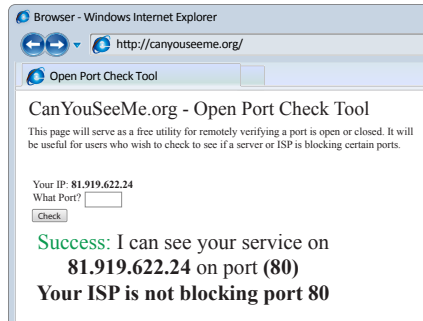 Browser - Windows Internet Explorer
http://canyouseeme.org/
Open Port Check Tool
CanYouSeeMe.org - Open Port Check Tool
This page will serve as a free utility for remotely verifying a port is open or closed. It will
be useful for users who wish to check to see if a server or ISP is blocking certain ports.
Your IP: 81.919.622.24
What Port?
Check
Success: I can see your service on
81.919.622.24 on port (80)
Your ISP is not blocking port 80